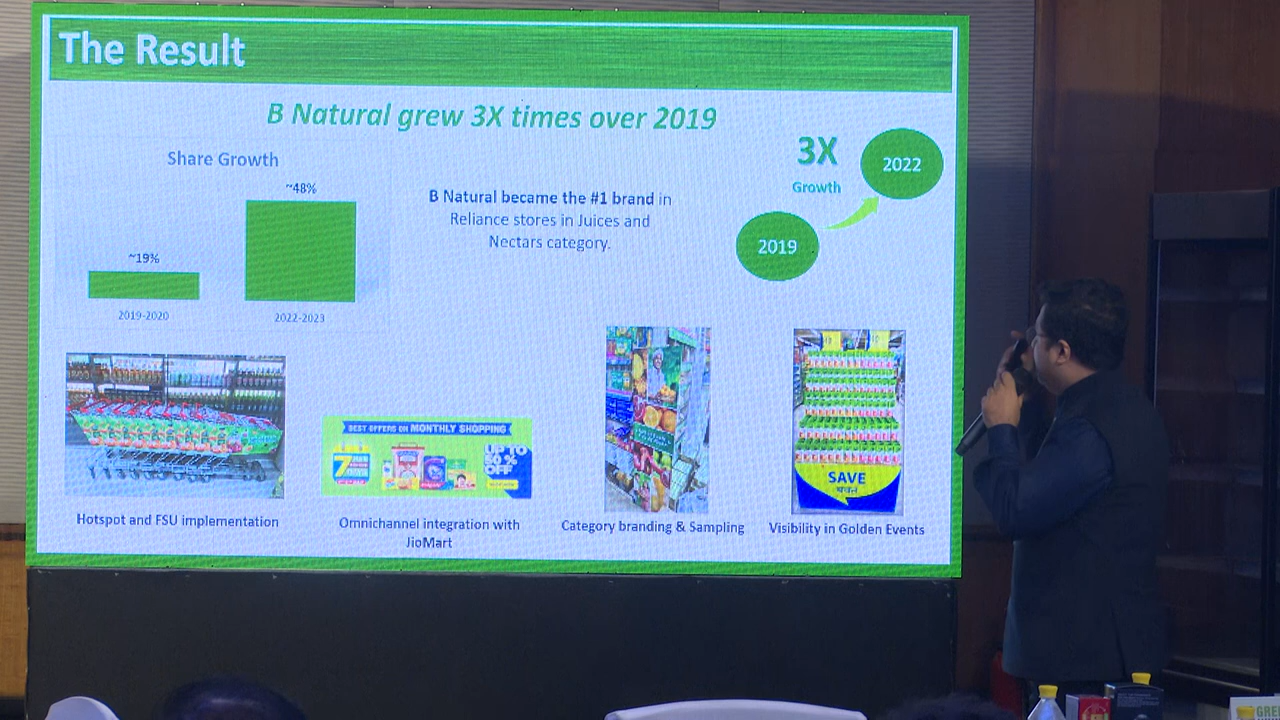 The Result
B Natural grew 3X times over 2019
Share Growth
~48%
~19%
2019-2020
2022-2023
B Natural became the #1 brand in
Reliance stores in Juices and
Nectars category.
3X
Growth
2022
2019
BEST OFFERS ON MONTHLY SHOPPING
7
UP TO
50 %
OFF
SAVE
बचत
Hotspot and FSU implementation
Omnichannel integration with
JioMart
Category branding & Sampling
Visibility in Golden Events